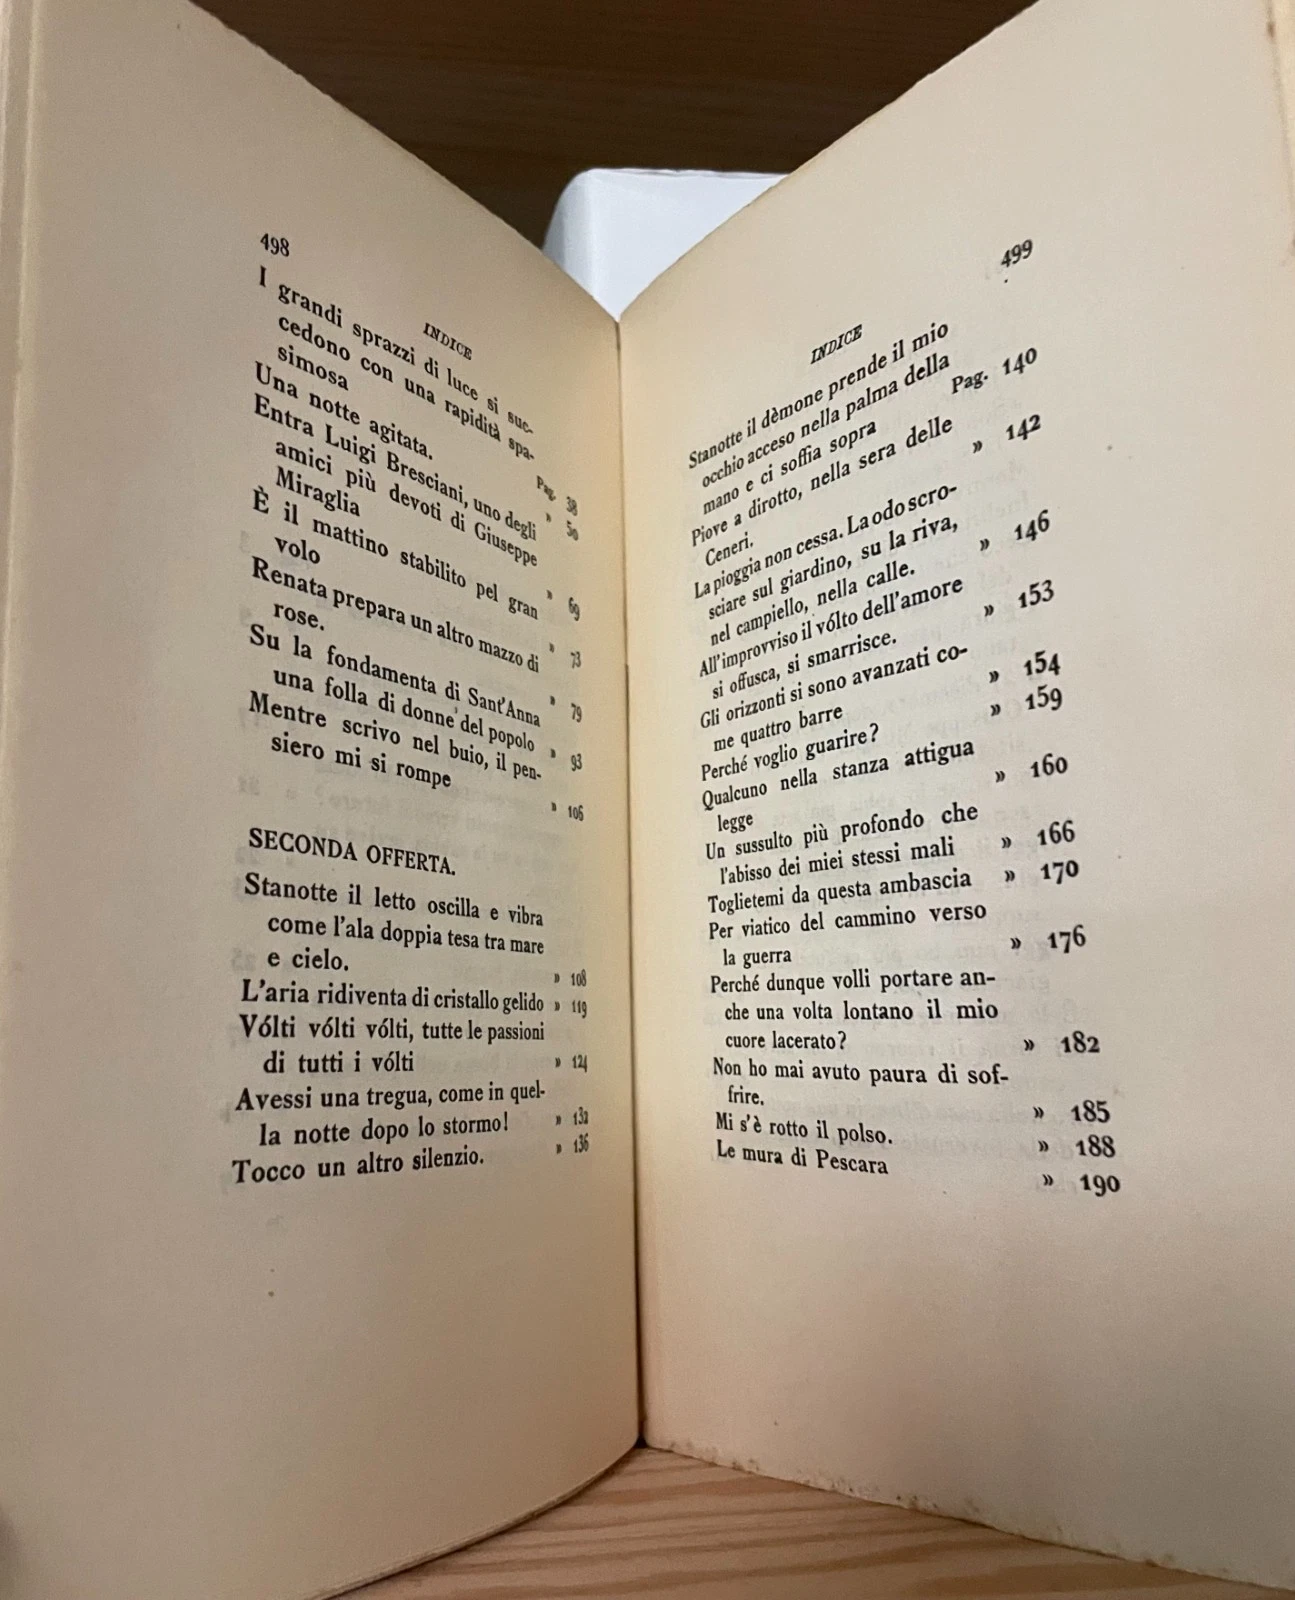 498
INDICE
I grandi sprazzi di luce si suc-
cedono con una rapidità spa-
simosa Pag. 38
Una notte agitata. » 50
Entra Luigi Bresciani, uno degli
amici più devoti di Giuseppe
Miraglia » 69
È il mattino stabilito pel gran
volo » 73
Renata prepara un altro mazzo di
rose. » 79
Su la fondamenta di Sant'Anna
una folla di donne del popolo » 93
Mentre scrivo nel buio, il pen-
siero mi si rompe » 106
SECONDA OFFERTA.
Stanotte il letto oscilla e vibra
come l'ala doppia tesa tra mare
e cielo. » 108
L'aria ridiventa di cristallo gelido » 119
Vólti vólti vólti, tutte le passioni
di tutti i vólti » 124
Avessi una tregua, come in quel-
la notte dopo lo stormo! » 132
Tocco un altro silenzio. » 136
499
INDICE
Stanotte il dèmone prende il mio
occhio acceso nella palma della
mano e ci soffia sopra Pag. 140
Piove a dirotto, nella sera delle
Ceneri. » 142
La pioggia non cessa. La odo scro-
sciare sul giardino, su la riva,
nel campiello, nella calle. » 146
All'improvviso il vólto dell'amore
si offusca, si smarrisce. » 153
Gli orizzonti si sono avanzati co-
me quattro barre » 154
Perché voglio guarire? » 159
Qualcuno nella stanza attigua
legge » 160
Un sussulto più profondo che
l'abisso dei miei stessi mali » 166
Toglietemi da questa ambascia » 170
Per viatico del cammino verso
la guerra » 176
Perché dunque volli portare an-
che una volta lontano il mio
cuore lacerato? » 182
Non ho mai avuto paura di sof-
frire. » 185
Mi s'è rotto il polso. » 188
Le mura di Pescara » 190